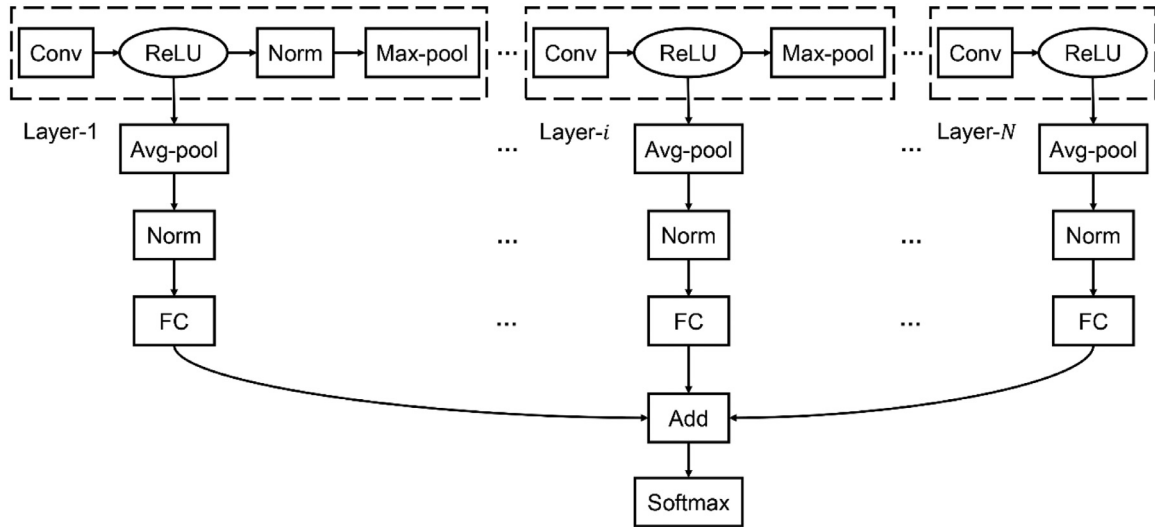 Conv ReLU Norm Max-pool ... Conv ReLU Max-pool ... Conv ReLU
Layer-1 Layer-i Layer-N
Avg-pool ... Avg-pool ... Avg-pool
Norm ... Norm ... Norm
FC ... FC ... FC
Add
Softmax